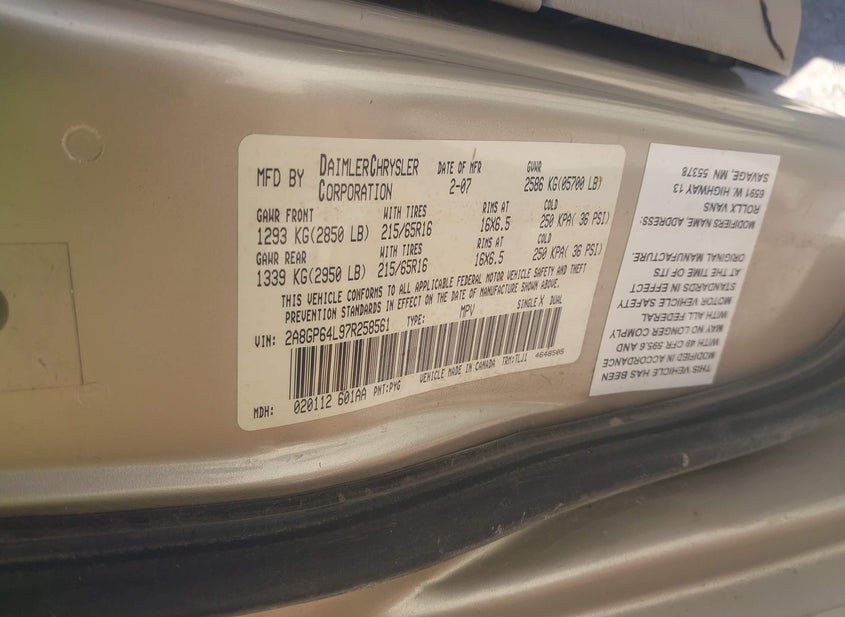 MFD BY DAIMLERCHRYSLER CORPORATION DATE OF MFR 2-07 GVWR 2586 KG(05700 LB)
GAWR FRONT WITH TIRES RIMS AT COLD
1293 KG(2850 LB) 215/65R16 16X6.5 250 KPA( 36 PSI)
GAWR REAR WITH TIRES RIMS AT COLD
1339 KG(2950 LB) 215/65R16 16X6.5 250 KPA( 36 PSI)
THIS VEHICLE CONFORMS TO ALL APPLICABLE FEDERAL MOTOR VEHICLE SAFETY AND THEFT
PREVENTION STANDARDS IN EFFECT ON THE DATE OF MANUFACTURE SHOWN ABOVE.
VIN: 2A8GP64L97R258561 TYPE: MPV SINGLE X DUAL
MDH: 020112 601AA PNT:PYG VEHICLE MADE IN CANADA TRM:TLJ1 4648505
THIS VEHICLE HAS BEEN
MODIFIED IN ACCORDANCE
WITH 49 CFR 595.6 AND
MAY NO LONGER COMPLY
WITH ALL FEDERAL
MOTOR VEHICLE SAFETY
STANDARDS IN EFFECT
AT THE TIME OF ITS
ORIGINAL MANUFACTURE.
MODIFIERS NAME, ADDRESS:
ROLLX VANS
6591 W. HIGHWAY 13
SAVAGE, MN 55378